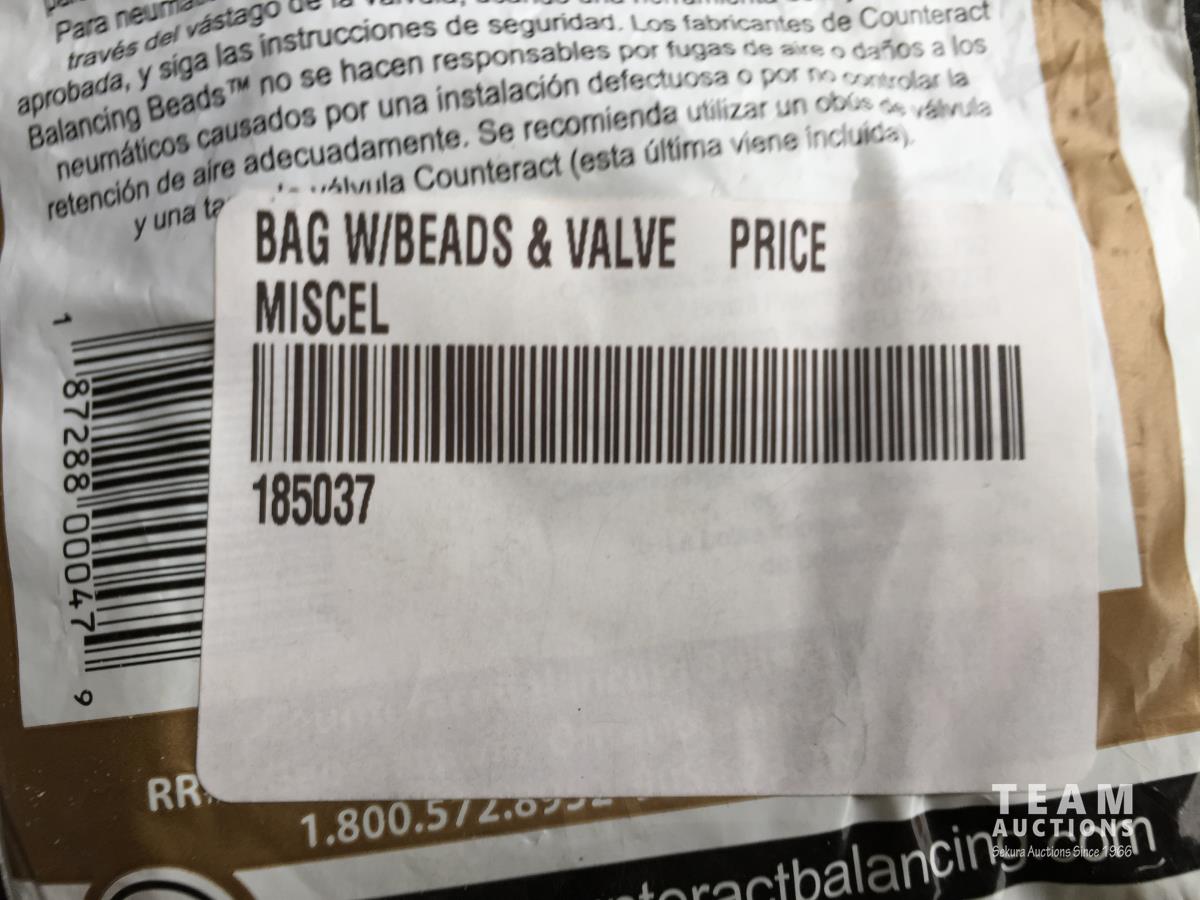 Para
través del vástago de la
aprobada, y siga las instrucciones de seguridad. Los fabricantes de Counteract
Balancing Beads™ no se hacen responsables por fugas de aire o daños a los
neumáticos causados por una instalación defectuosa o por no controlar la
retención de aire adecuadamente. Se recomienda utilizar un obús de válvula
y una válvula Counteract (esta última viene incluida).
BAG W/BEADS & VALVE PRICE
MISCEL
185037
1 87288 00047 9
RR
1.800.572.8952
teractbalancing.com
TEAM
AUCTIONS
Sekura Auctions Since 1966